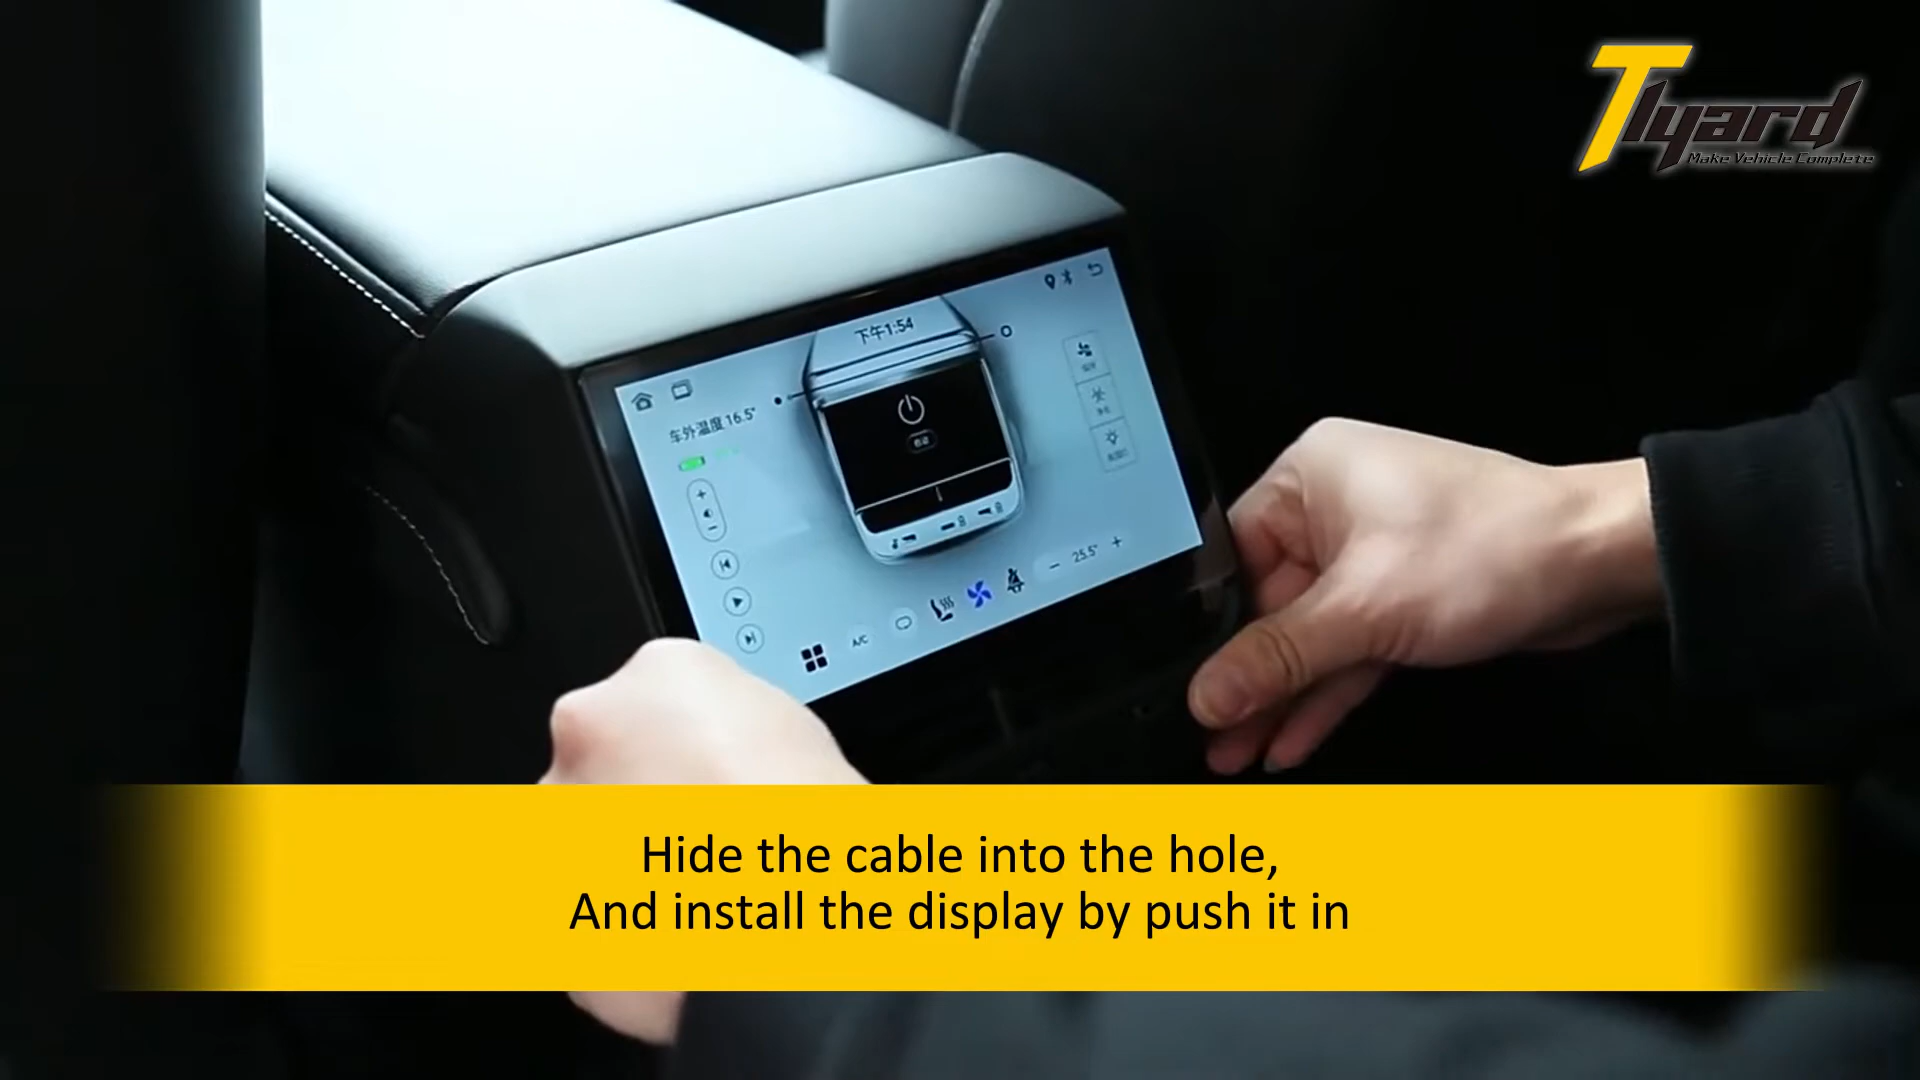 Tlyard
Make Vehicle Complete
下午1:54
车外温度 16.5°
A/C
25.5°
Hide the cable into the hole,
And install the display by push it in